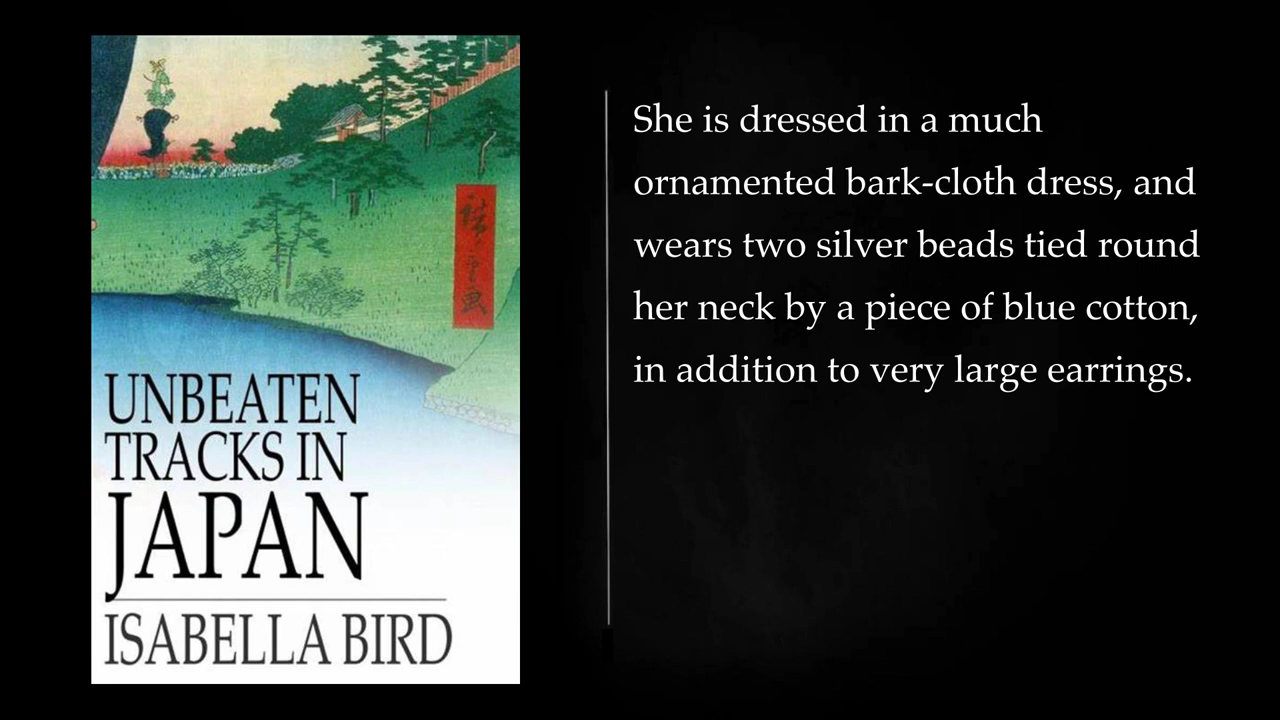 UNBEATEN
TRACKS IN
JAPAN
ISABELLA BIRD
She is dressed in a much
ornamented bark-cloth dress, and
wears two silver beads tied round
her neck by a piece of blue cotton,
in addition to very large earrings.